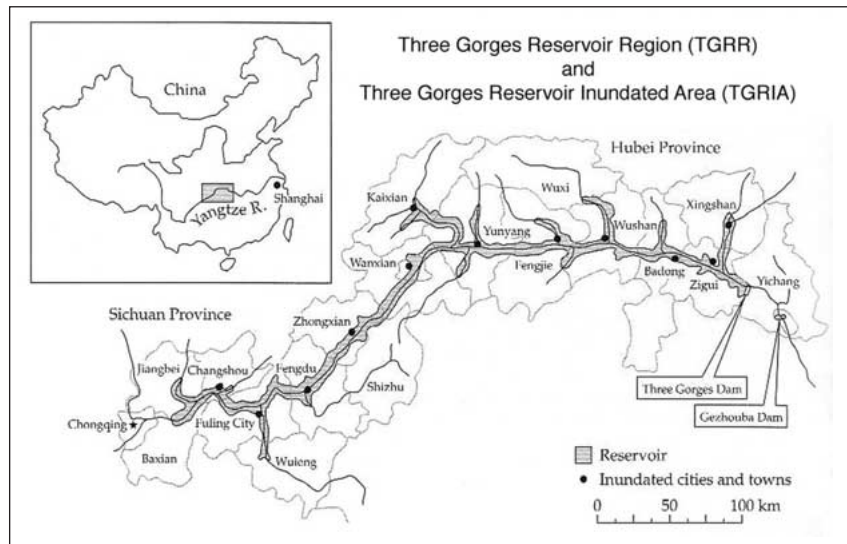 Three Gorges Reservoir Region (TGRR)
and
Three Gorges Reservoir Inundated Area (TGRIA)
China
Shanghai
Yangtze R.
Hubei Province
Kaixian
Wuxi
Xingshan
Yunyang
Wushan
Wanxian
Fengjie
Badong
Zigui
Yichang
Sichuan Province
Zhongxian
Jiangbei
Changshou
Fengdu
Shizhu
Three Gorges Dam
Gezhouba Dam
Chongqing
Fuling City
Baxian
Wulong
Reservoir
Inundated cities and towns
0 50 100 km